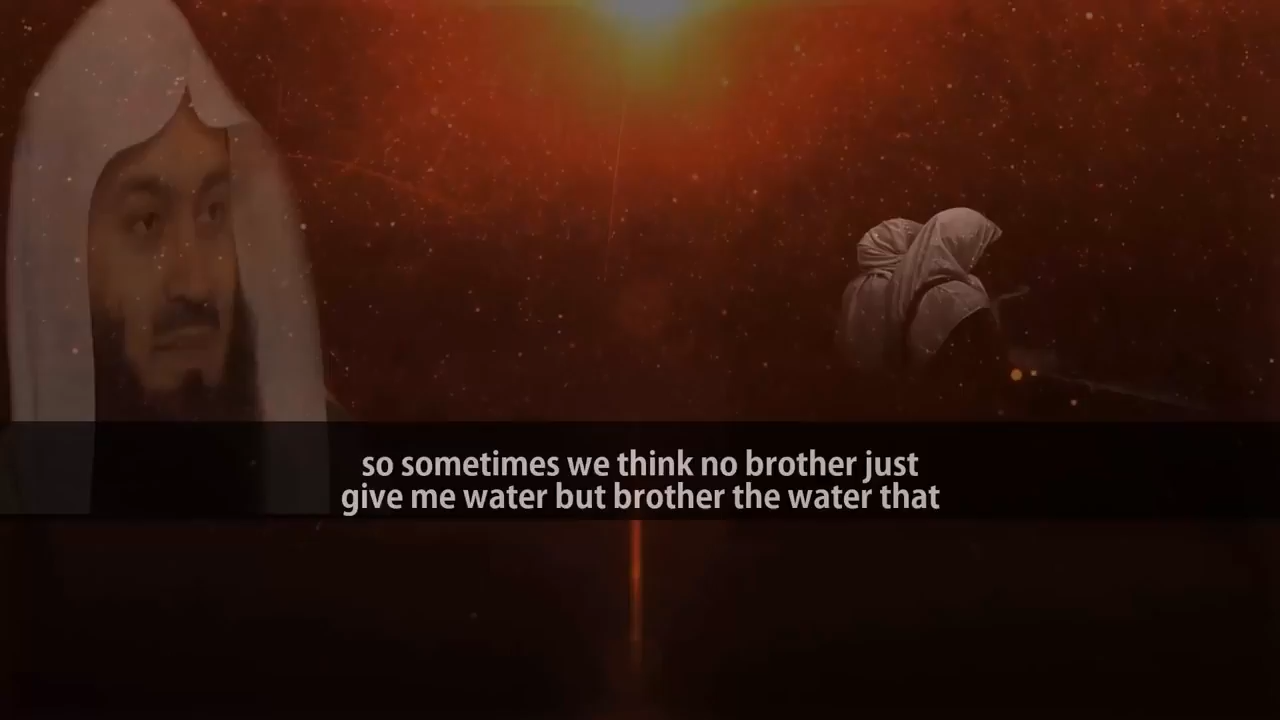 so sometimes we think no brother just
give me water but brother the water that